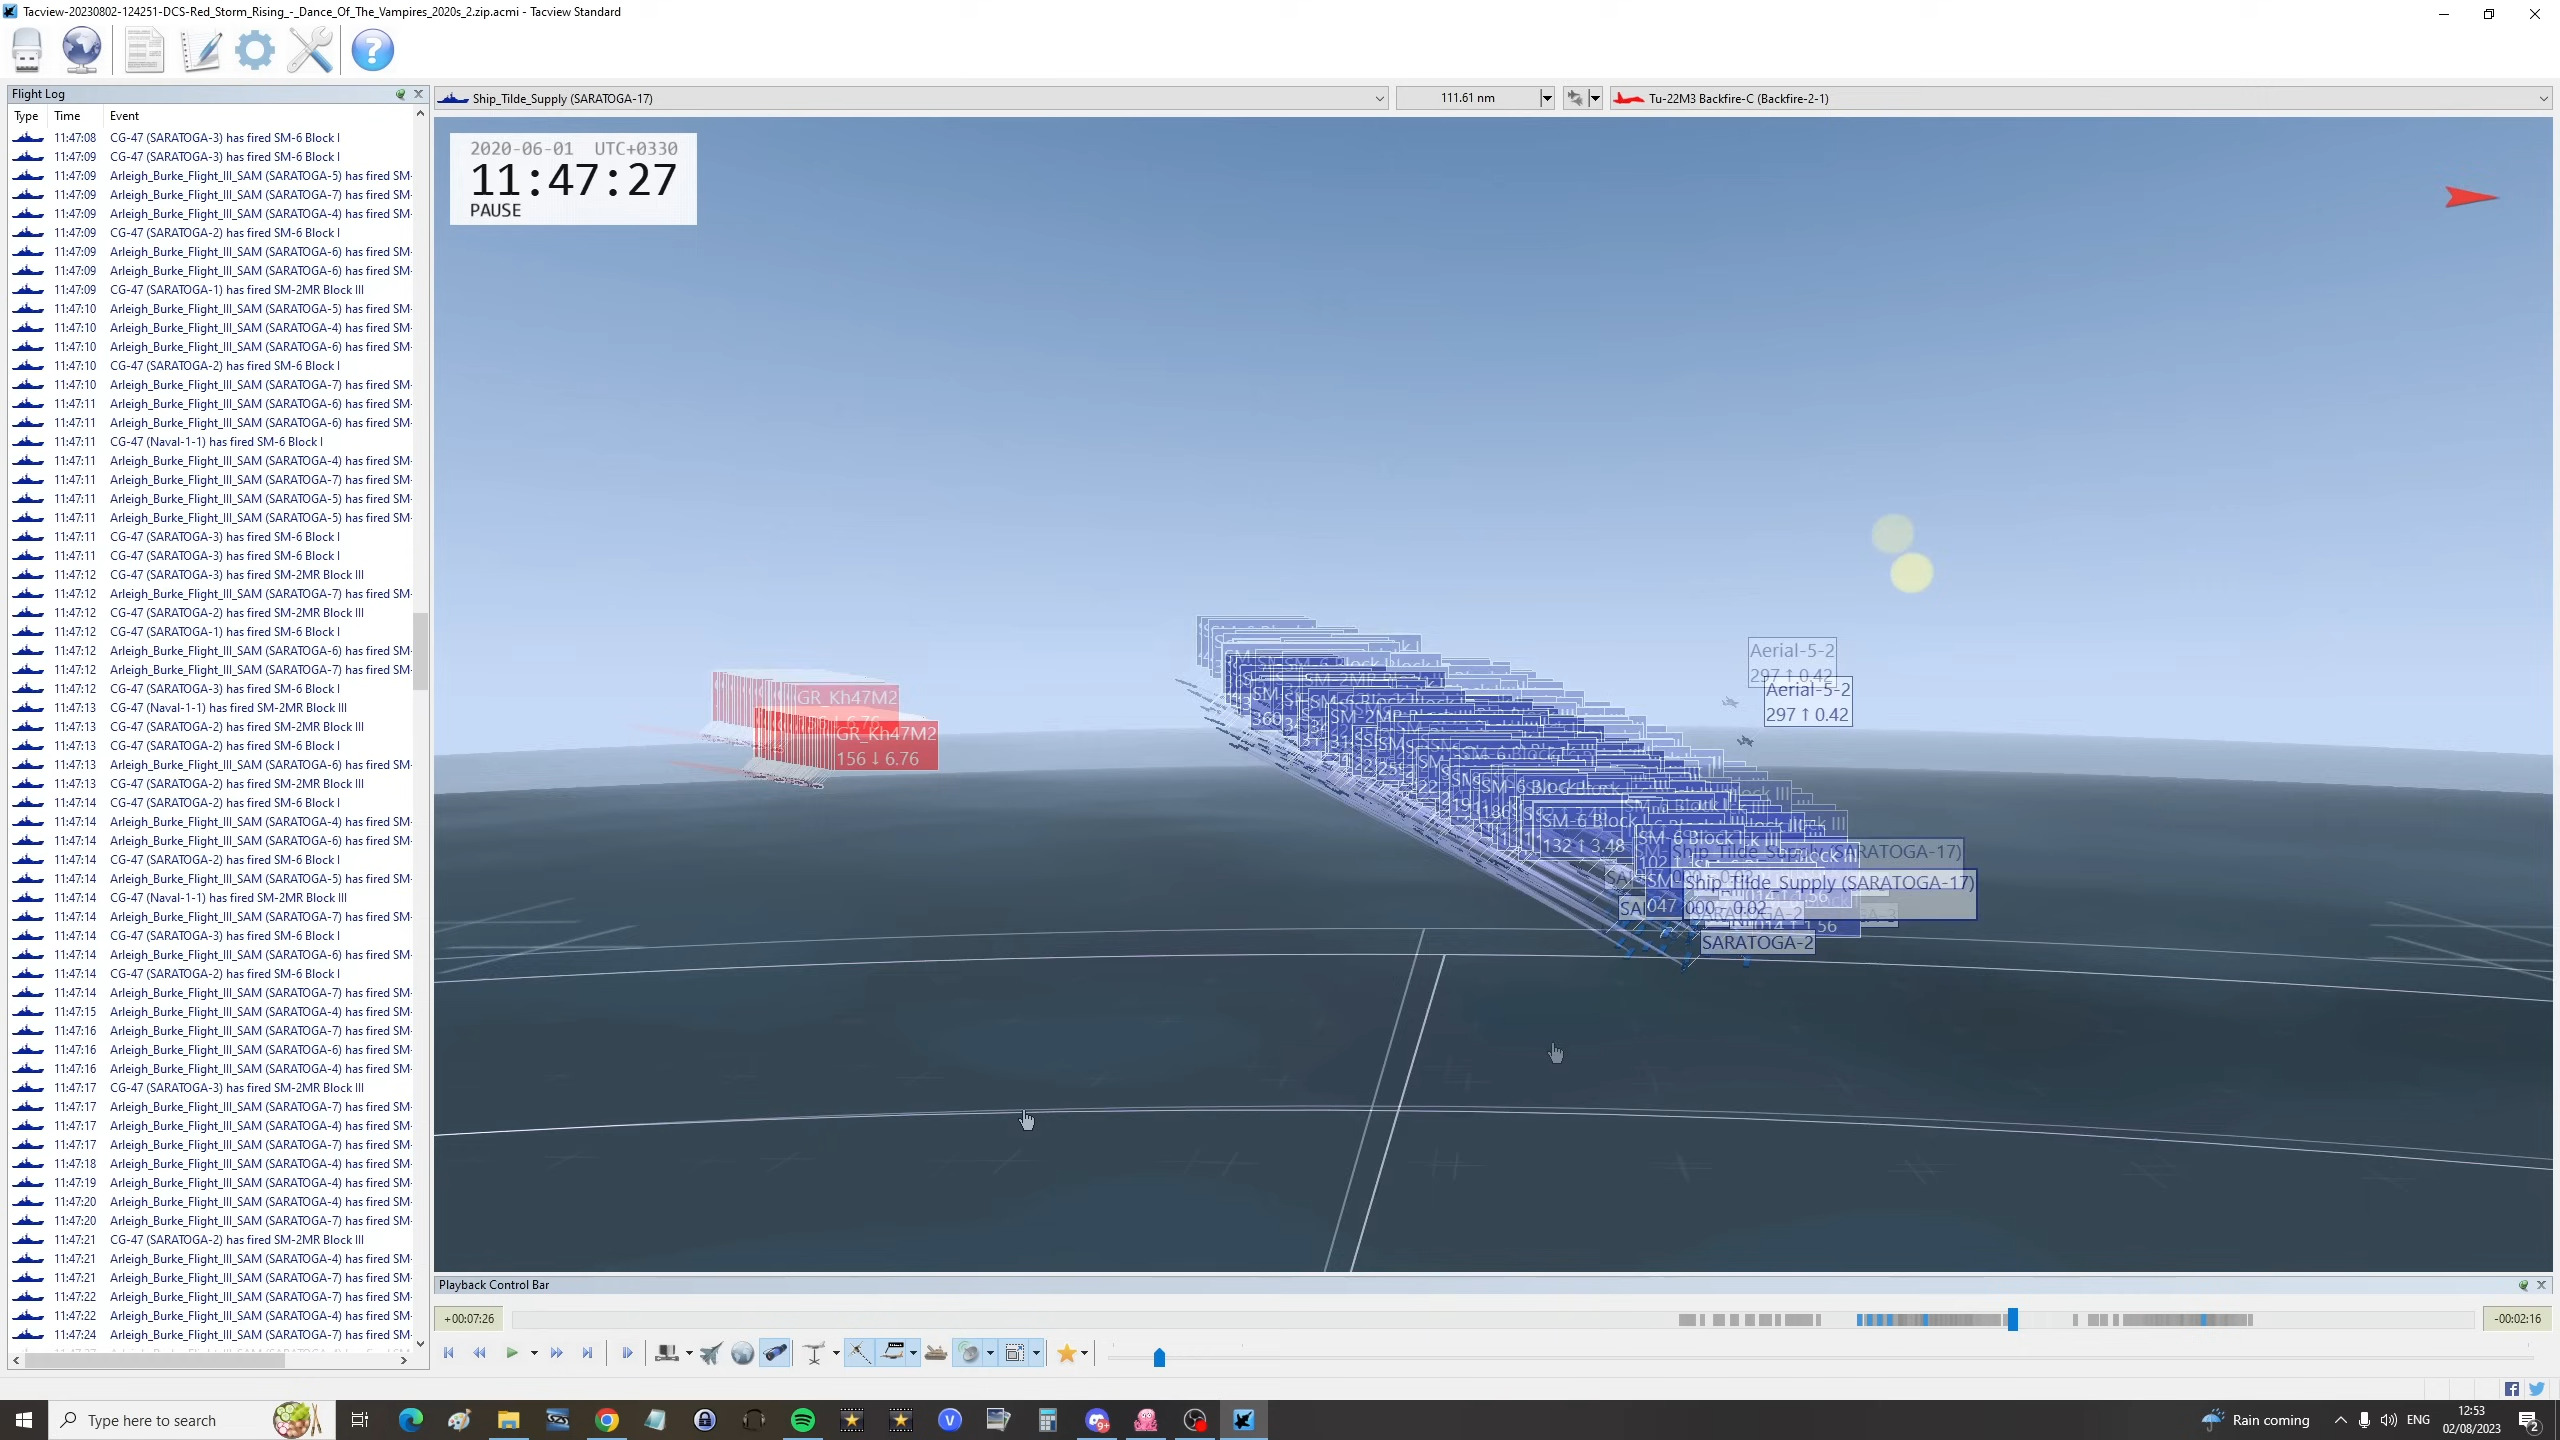 Tacview-20230802-124251-DCS-Red_Storm_Rising_-_Dance_Of_The_Vampires_2020s_2.zip.acmi - Tacview Standard
Flight Log
Type Time Event
11:47:08 CG-47 (SARATOGA-3) has fired SM-6 Block I
11:47:09 CG-47 (SARATOGA-3) has fired SM-6 Block I
11:47:09 Arleigh_Burke_Flight_III_SAM (SARATOGA-5) has fired SM-
11:47:09 Arleigh_Burke_Flight_III_SAM (SARATOGA-7) has fired SM-
11:47:09 Arleigh_Burke_Flight_III_SAM (SARATOGA-4) has fired SM-
11:47:09 CG-47 (SARATOGA-2) has fired SM-6 Block I
11:47:09 Arleigh_Burke_Flight_III_SAM (SARATOGA-6) has fired SM-
11:47:09 Arleigh_Burke_Flight_III_SAM (SARATOGA-6) has fired SM-
11:47:09 CG-47 (SARATOGA-1) has fired SM-2MR Block III
11:47:10 Arleigh_Burke_Flight_III_SAM (SARATOGA-5) has fired SM-
11:47:10 Arleigh_Burke_Flight_III_SAM (SARATOGA-4) has fired SM-
11:47:10 Arleigh_Burke_Flight_III_SAM (SARATOGA-6) has fired SM-
11:47:10 CG-47 (SARATOGA-2) has fired SM-6 Block I
11:47:10 Arleigh_Burke_Flight_III_SAM (SARATOGA-7) has fired SM-
11:47:11 Arleigh_Burke_Flight_III_SAM (SARATOGA-6) has fired SM-
11:47:11 Arleigh_Burke_Flight_III_SAM (SARATOGA-6) has fired SM-
11:47:11 CG-47 (Naval-1-1) has fired SM-6 Block I
11:47:11 Arleigh_Burke_Flight_III_SAM (SARATOGA-4) has fired SM-
11:47:11 Arleigh_Burke_Flight_III_SAM (SARATOGA-7) has fired SM-
11:47:11 Arleigh_Burke_Flight_III_SAM (SARATOGA-5) has fired SM-
11:47:11 Arleigh_Burke_Flight_III_SAM (SARATOGA-5) has fired SM-
11:47:11 CG-47 (SARATOGA-3) has fired SM-6 Block I
11:47:11 CG-47 (SARATOGA-3) has fired SM-6 Block I
11:47:12 CG-47 (SARATOGA-3) has fired SM-2MR Block III
11:47:12 Arleigh_Burke_Flight_III_SAM (SARATOGA-7) has fired SM-
11:47:12 CG-47 (SARATOGA-2) has fired SM-2MR Block III
11:47:12 CG-47 (SARATOGA-1) has fired SM-6 Block I
11:47:12 Arleigh_Burke_Flight_III_SAM (SARATOGA-6) has fired SM-
11:47:12 Arleigh_Burke_Flight_III_SAM (SARATOGA-7) has fired SM-
11:47:12 CG-47 (SARATOGA-3) has fired SM-6 Block I
11:47:13 CG-47 (Naval-1-1) has fired SM-2MR Block III
11:47:13 CG-47 (SARATOGA-2) has fired SM-2MR Block III
11:47:13 CG-47 (SARATOGA-2) has fired SM-6 Block I
11:47:13 Arleigh_Burke_Flight_III_SAM (SARATOGA-6) has fired SM-
11:47:13 CG-47 (SARATOGA-2) has fired SM-2MR Block III
11:47:14 CG-47 (SARATOGA-2) has fired SM-6 Block I
11:47:14 Arleigh_Burke_Flight_III_SAM (SARATOGA-4) has fired SM-
11:47:14 Arleigh_Burke_Flight_III_SAM (SARATOGA-6) has fired SM-
11:47:14 CG-47 (SARATOGA-2) has fired SM-6 Block I
11:47:14 Arleigh_Burke_Flight_III_SAM (SARATOGA-5) has fired SM-
11:47:14 CG-47 (Naval-1-1) has fired SM-2MR Block III
11:47:14 Arleigh_Burke_Flight_III_SAM (SARATOGA-7) has fired SM-
11:47:14 CG-47 (SARATOGA-3) has fired SM-6 Block I
11:47:14 Arleigh_Burke_Flight_III_SAM (SARATOGA-6) has fired SM-
11:47:14 CG-47 (SARATOGA-2) has fired SM-6 Block I
11:47:14 Arleigh_Burke_Flight_III_SAM (SARATOGA-7) has fired SM-
11:47:15 Arleigh_Burke_Flight_III_SAM (SARATOGA-4) has fired SM-
11:47:16 Arleigh_Burke_Flight_III_SAM (SARATOGA-7) has fired SM-
11:47:16 Arleigh_Burke_Flight_III_SAM (SARATOGA-6) has fired SM-
11:47:16 Arleigh_Burke_Flight_III_SAM (SARATOGA-4) has fired SM-
11:47:17 CG-47 (SARATOGA-3) has fired SM-2MR Block III
11:47:17 Arleigh_Burke_Flight_III_SAM (SARATOGA-7) has fired SM-
11:47:17 Arleigh_Burke_Flight_III_SAM (SARATOGA-4) has fired SM-
11:47:17 Arleigh_Burke_Flight_III_SAM (SARATOGA-7) has fired SM-
11:47:18 Arleigh_Burke_Flight_III_SAM (SARATOGA-4) has fired SM-
11:47:19 Arleigh_Burke_Flight_III_SAM (SARATOGA-4) has fired SM-
11:47:20 Arleigh_Burke_Flight_III_SAM (SARATOGA-4) has fired SM-
11:47:20 Arleigh_Burke_Flight_III_SAM (SARATOGA-7) has fired SM-
11:47:21 CG-47 (SARATOGA-2) has fired SM-2MR Block III
11:47:21 Arleigh_Burke_Flight_III_SAM (SARATOGA-4) has fired SM-
11:47:21 Arleigh_Burke_Flight_III_SAM (SARATOGA-7) has fired SM-
11:47:22 Arleigh_Burke_Flight_III_SAM (SARATOGA-7) has fired SM-
11:47:22 Arleigh_Burke_Flight_III_SAM (SARATOGA-4) has fired SM-
11:47:24 Arleigh_Burke_Flight_III_SAM (SARATOGA-7) has fired SM-
Ship_Tilde_Supply (SARATOGA-17)
111.61 nm
Tu-22M3 Backfire-C (Backfire-2-1)
2020-06-01 UTC+0330
11:47:27
PAUSE
Aerial-5-2
297 ↑ 0.42
Aerial-5-2
297 ↑ 0.42
GR_Kh47M2
GR_Kh47M2
156 ↓ 6.76
SM-6 Block
132 ↑ 3.48
Ship_Tilde_Supply (SARATOGA-17)
000 – 0.02
SARATOGA-2
Playback Control Bar
+00:07:26
-00:02:16
Type here to search
Rain coming
ENG
12:53
02/08/2023